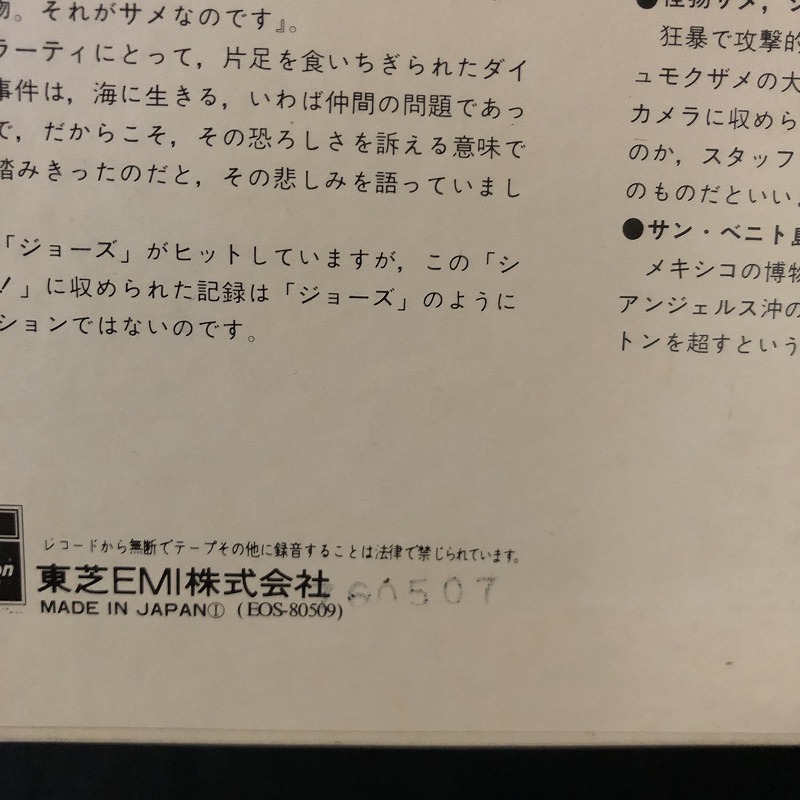 物。それがサメなのです』。
ラーティにとって，片足を食いちぎられたダイ
事件は，海に生きる，いわば仲間の問題であっ
で，だからこそ，その恐ろしさを訴える意味で
踏みきったのだと，その悲しみを語っていまし
「ジョーズ」がヒットしていますが，この「シ
！」に収められた記録は「ジョーズ」のように
ションではないのです。
●怪物サメ，
狂暴で攻撃的
ュモクザメの大
カメラに収めら
のか，スタッフ
のものだといい
●サン・ベニト島
メキシコの博物
アンジェルス沖の
トンを超すという
on
レコードから無断でテープその他に録音することは法律で禁じられています。
東芝EMI株式会社
MADE IN JAPANⒾ (EOS-80509)
0507